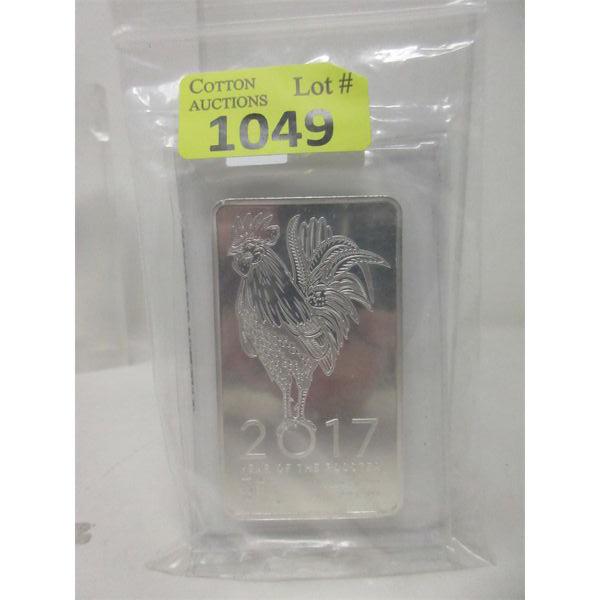 COTTON
AUCTIONS
Lot #
1049
2017
YEAR OF THE ROOSTER